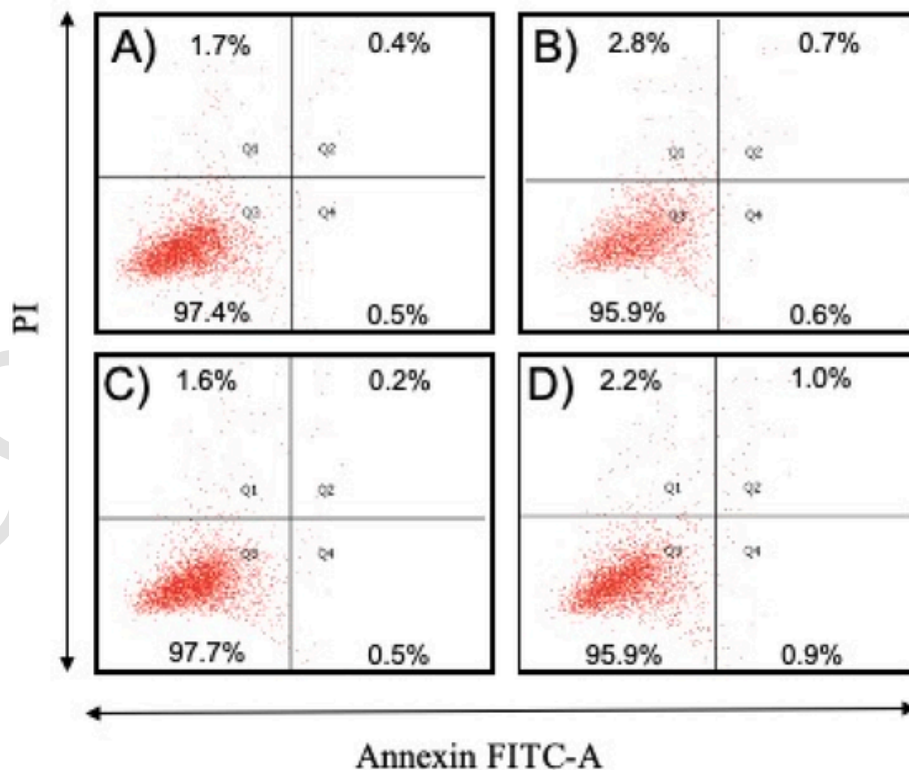 A) 1.7% 0.4%
Q1 Q2
Q3 Q4
97.4% 0.5%
B) 2.8% 0.7%
Q1 Q2
Q3 Q4
95.9% 0.6%
C) 1.6% 0.2%
Q1 Q2
Q3 Q4
97.7% 0.5%
D) 2.2% 1.0%
Q1 Q2
Q3 Q4
95.9% 0.9%
PI
Annexin FITC-A